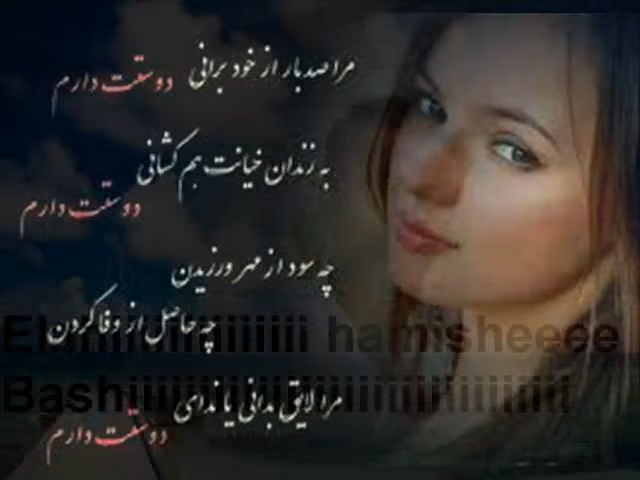 مرا صد بار از خود برانی
دوستت دارم
به زندان خیانت هم کشانی
دوستت دارم
چه سود از مهر ورزیدن
چه حاصل از وفا کردن
hamisheeee
مرا لایق بدانی یا ندانی
Bashiiiiiiiiiiiiiiiiiiiiiiiiiiiiiiiii
دوستت دارم